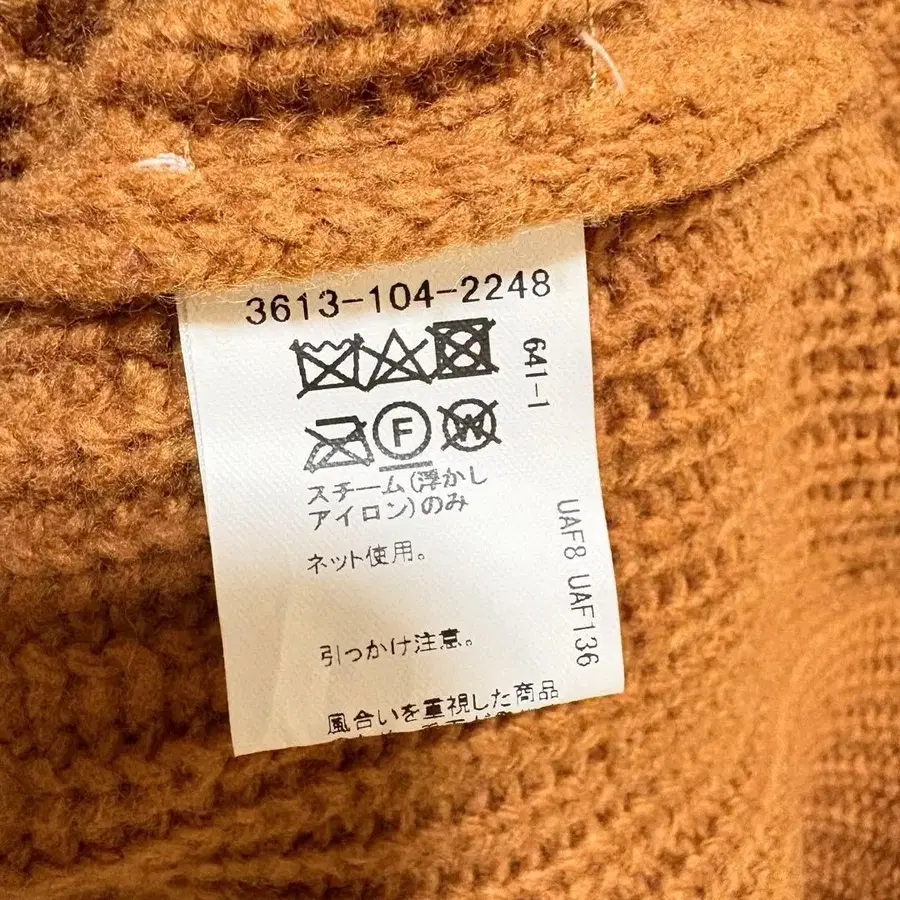 3613-104-2248
641-1
F
W
スチーム(浮かし
アイロン)のみ
ネット使用。
UAF8 UAF136
引っかけ注意。
風合いを重視した商品